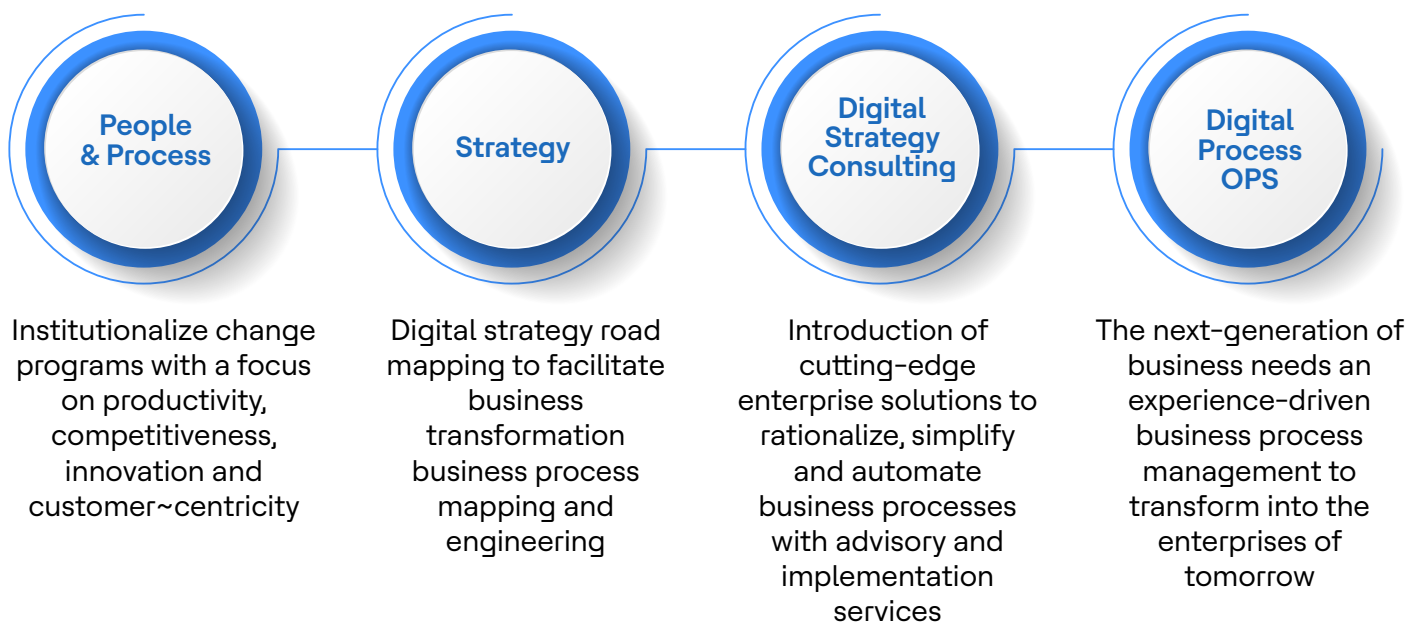 People
& Process
Institutionalize change
programs with a focus
on productivity,
competitiveness,
innovation and
customer~centricity
Strategy
Digital strategy road
mapping to facilitate
business
transformation
business process
mapping and
engineering
Digital
Strategy
Consulting
Introduction of
cutting-edge
enterprise solutions to
rationalize, simplify
and automate
business processes
with advisory and
implementation
services
Digital
Process
OPS
The next-generation of
business needs an
experience-driven
business process
management to
transform into the
enterprises of
tomorrow